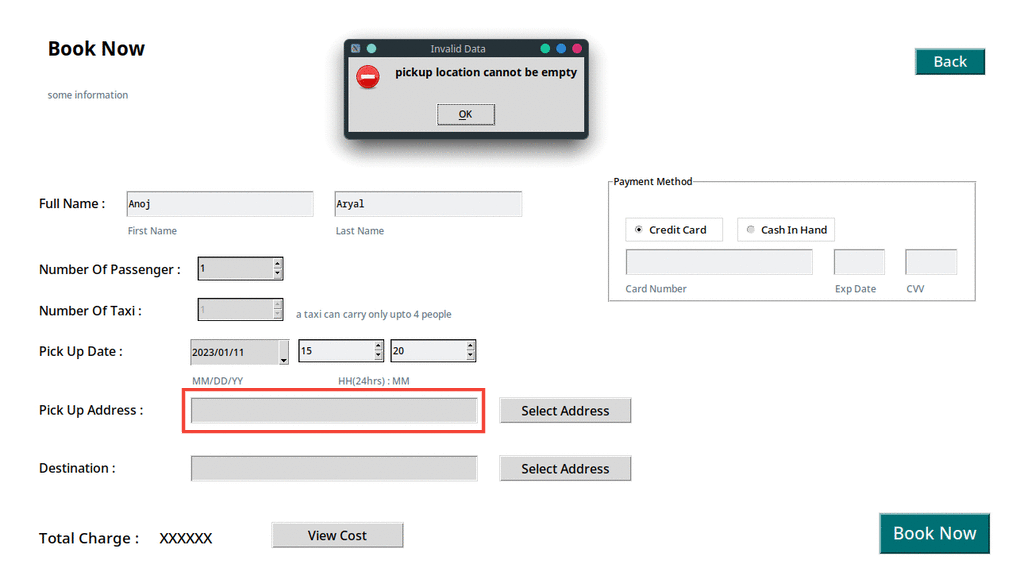 Invalid Data
pickup location cannot be empty
OK
Book Now
Back
some information
Payment Method
Full Name :
Anoj
Aryal
First Name
Last Name
Credit Card
Cash In Hand
Card Number
Exp Date
CVV
Number Of Passenger :
1
Number Of Taxi :
1
a taxi can carry only upto 4 people
Pick Up Date :
2023/01/11
15
20
MM/DD/YY
HH(24hrs) : MM
Pick Up Address :
Select Address
Destination :
Select Address
Total Charge :
XXXXXX
View Cost
Book Now